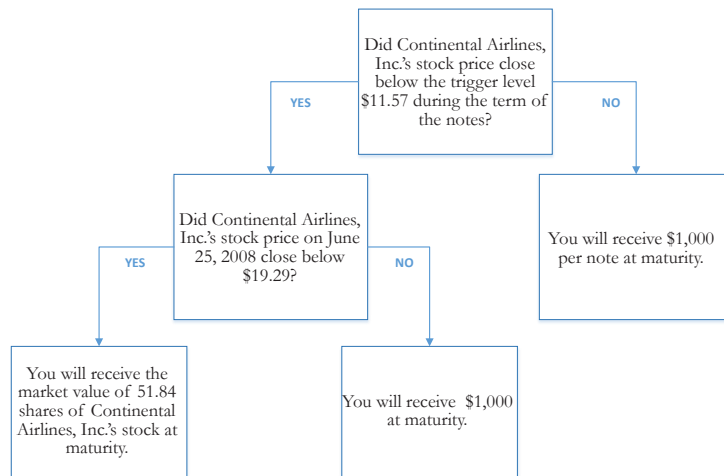 Did Continental Airlines,
Inc.'s stock price close
below the trigger level
$11.57 during the term of
the notes?
YES
NO
Did Continental Airlines,
Inc.'s stock price on June
25, 2008 close below
$19.29?
You will receive $1,000
per note at maturity.
YES
NO
You will receive the
market value of 51.84
shares of Continental
Airlines, Inc.'s stock at
maturity.
You will receive $1,000
at maturity.